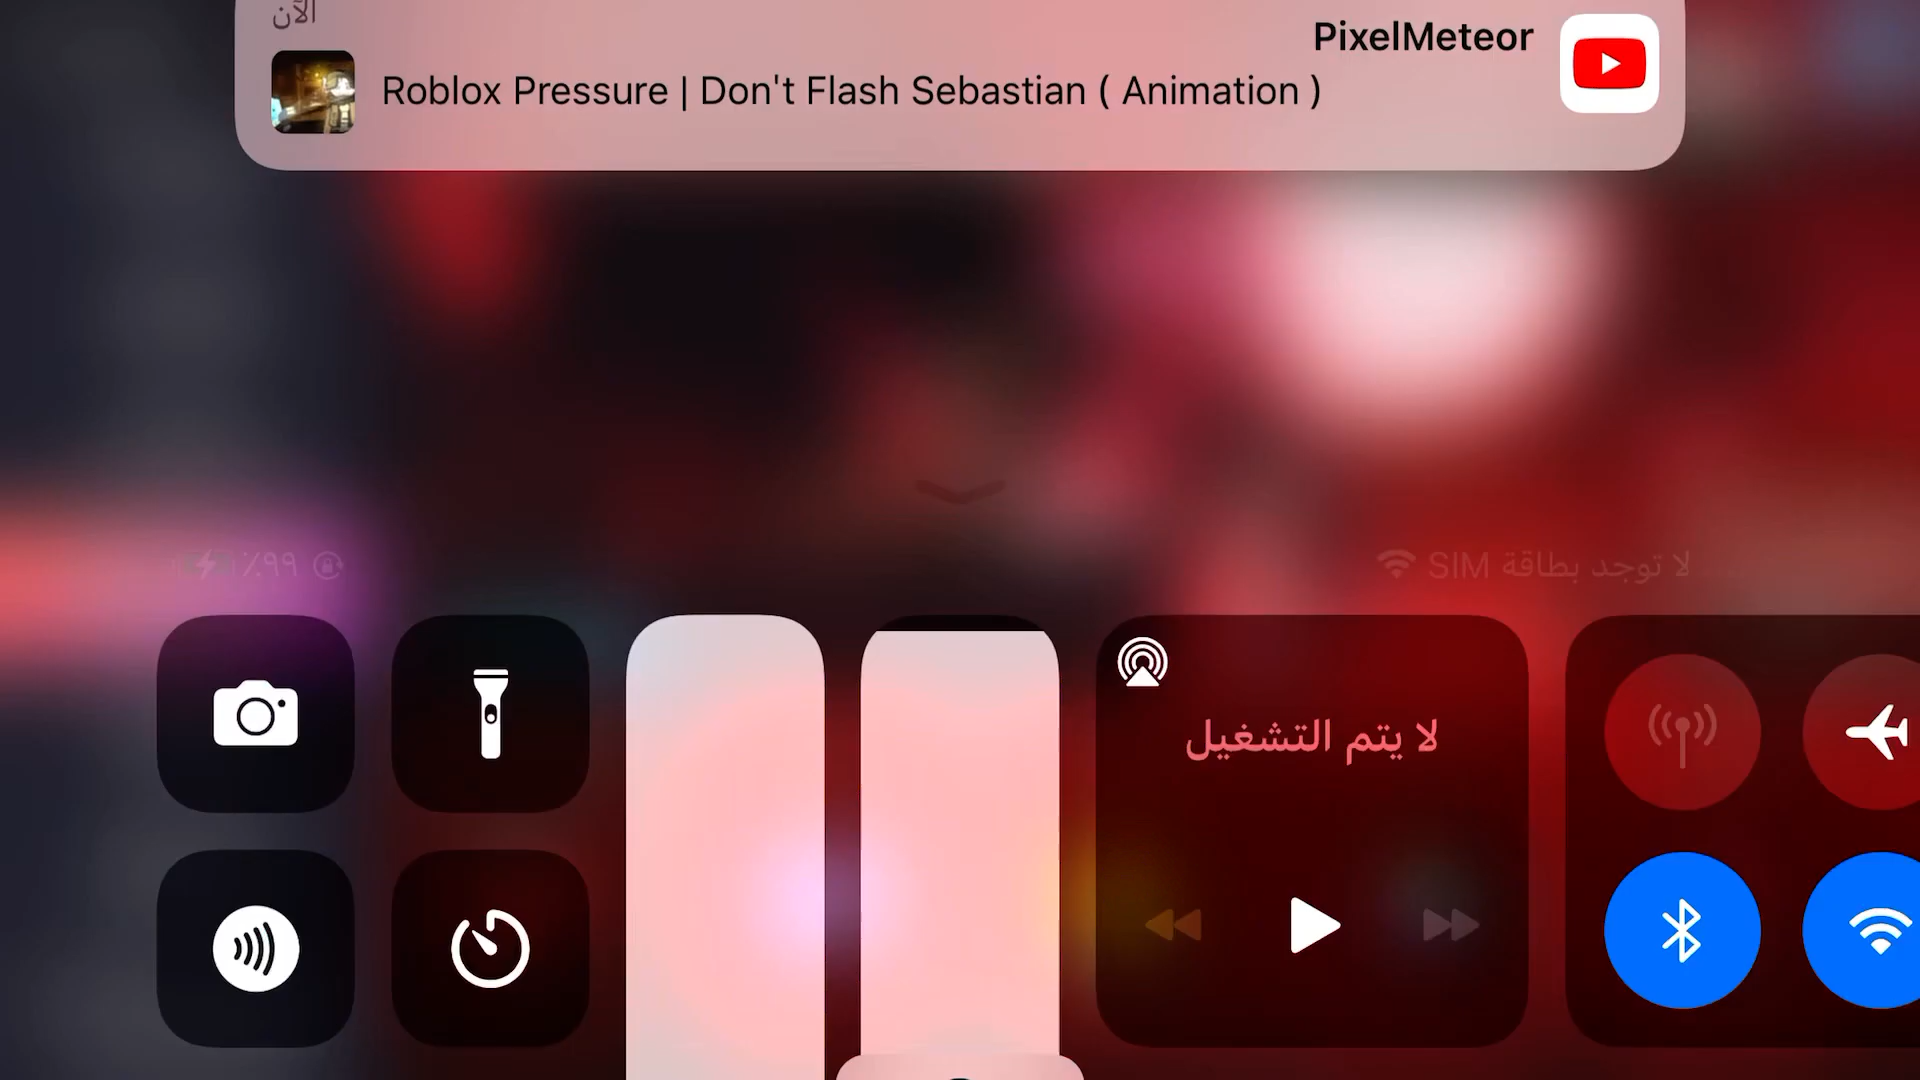 الآن
PixelMeteor
Roblox Pressure | Don't Flash Sebastian ( Animation )
لا توجد بطاقة SIM
٪٩٩
لا يتم التشغيل